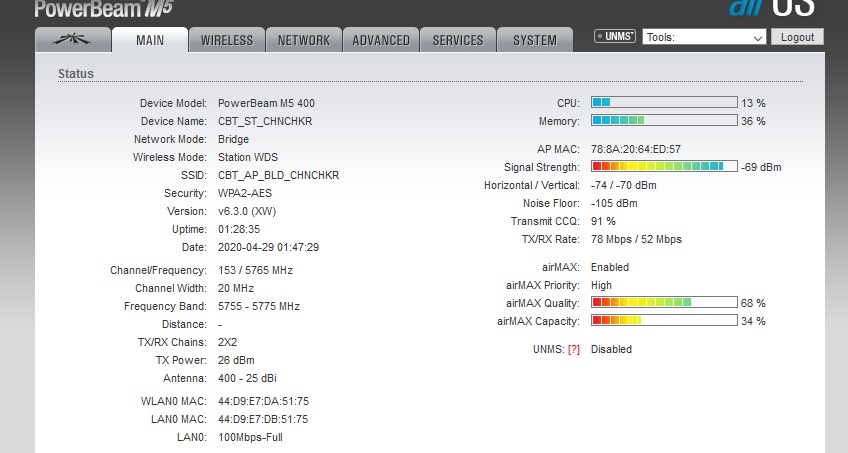 PowerBeam M5
air OS
MAIN WIRELESS NETWORK ADVANCED SERVICES SYSTEM UNMS Tools: Logout
Status
Device Model: PowerBeam M5 400
Device Name: CBT_ST_CHNCHKR
Network Mode: Bridge
Wireless Mode: Station WDS
SSID: CBT_AP_BLD_CHNCHKR
Security: WPA2-AES
Version: v6.3.0 (XW)
Uptime: 01:28:35
Date: 2020-04-29 01:47:29
Channel/Frequency: 153 / 5765 MHz
Channel Width: 20 MHz
Frequency Band: 5755 - 5775 MHz
Distance: -
TX/RX Chains: 2X2
TX Power: 26 dBm
Antenna: 400 - 25 dBi
WLAN0 MAC: 44:D9:E7:DA:51:75
LAN0 MAC: 44:D9:E7:DB:51:75
LAN0: 100Mbps-Full
CPU: 13 %
Memory: 36 %
AP MAC: 78:8A:20:64:ED:57
Signal Strength: -69 dBm
Horizontal / Vertical: -74 / -70 dBm
Noise Floor: -105 dBm
Transmit CCQ: 91 %
TX/RX Rate: 78 Mbps / 52 Mbps
airMAX: Enabled
airMAX Priority: High
airMAX Quality: 68 %
airMAX Capacity: 34 %
UNMS: [?] Disabled